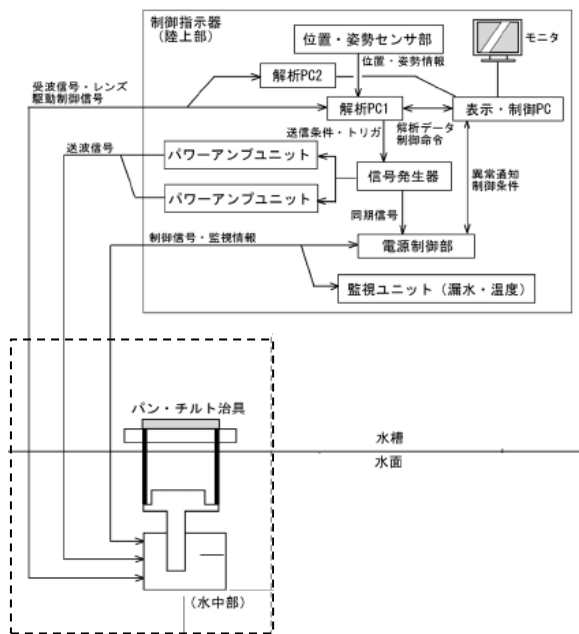 制御指示器
(陸上部)
位置・姿勢センサ部
モニタ
位置・姿勢情報
解析PC2
受波信号・レンズ
駆動制御信号
解析PC1
表示・制御PC
送信条件・トリガ
解析データ
制御命令
送波信号
パワーアンプユニット
信号発生器
異常通知
制御条件
パワーアンプユニット
同期信号
制御信号・監視情報
電源制御部
監視ユニット(漏水・温度)
パン・チルト治具
水槽
水面
(水中部)